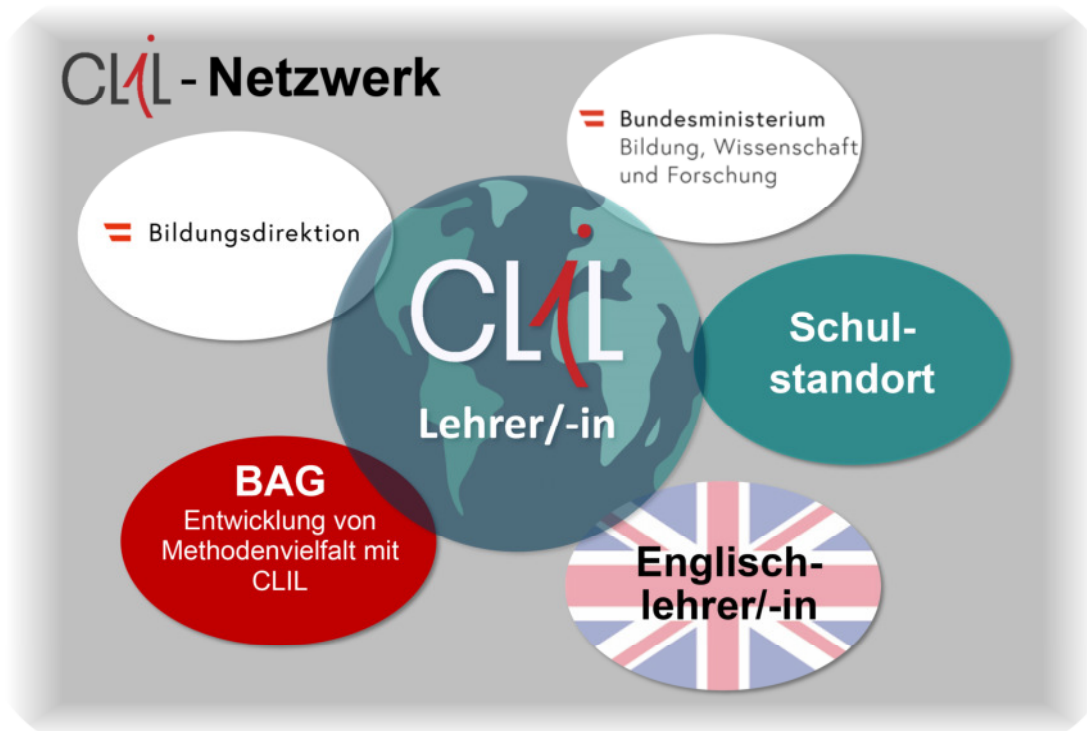 CLiL - Netzwerk
Bundesministerium
Bildung, Wissenschaft
und Forschung
Bildungsdirektion
CLiL
Lehrer/-in
Schul-
standort
BAG
Entwicklung von
Methodenvielfalt mit
CLIL
Englisch-
lehrer/-in